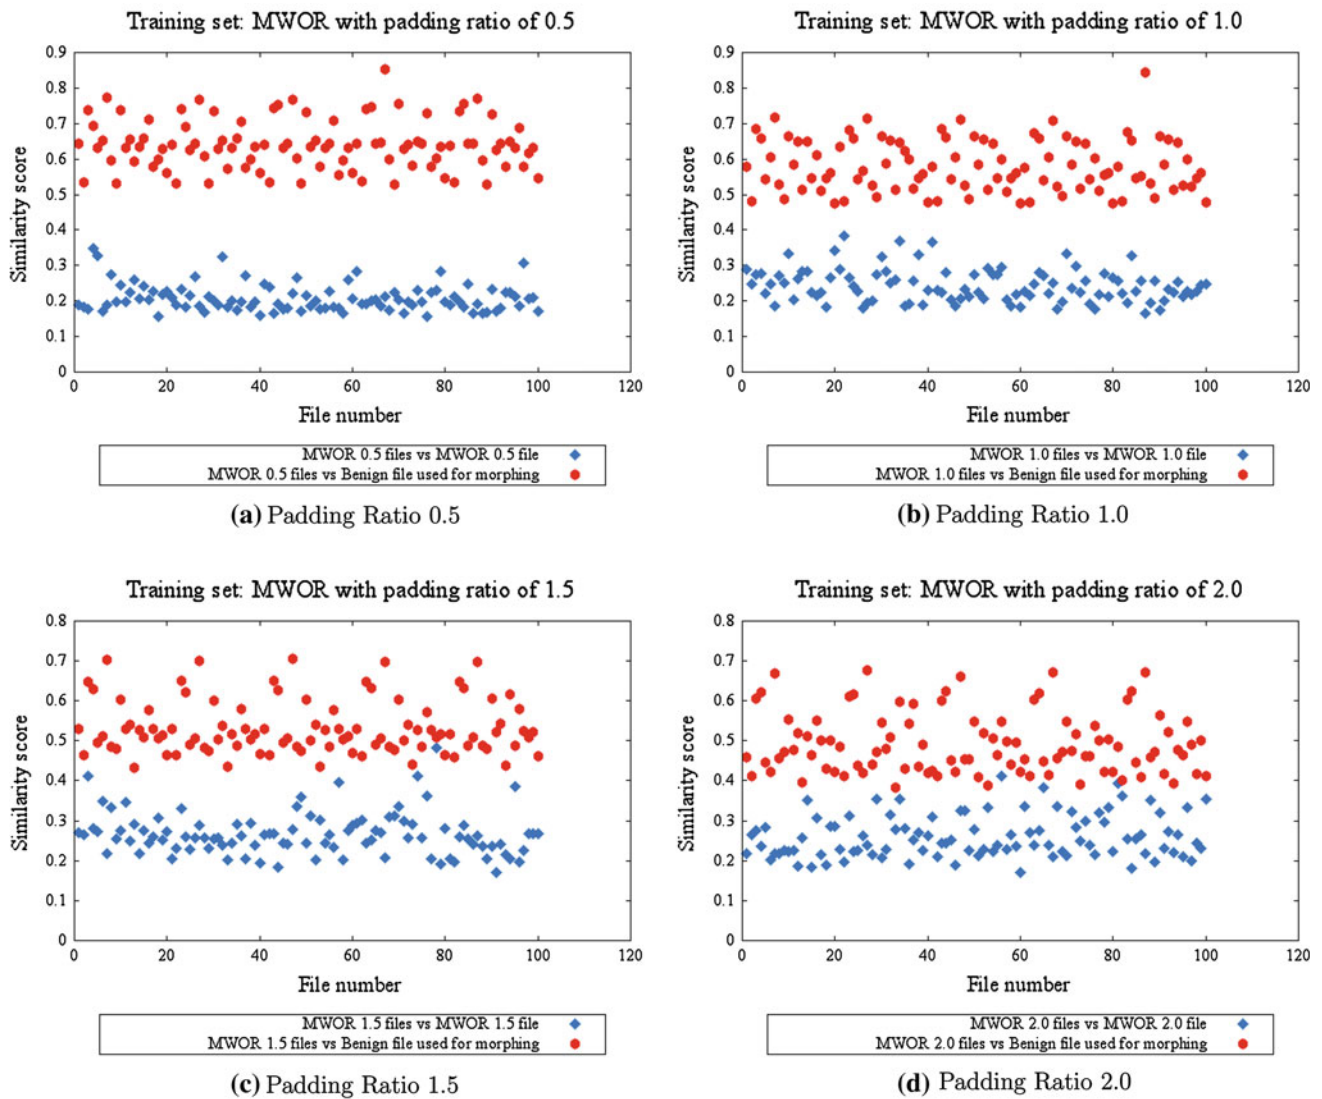 Training set: MWOR with padding ratio of 0.5
0.9
0.8
0.7
0.6
0.5
0.4
0.3
0.2
0.1
0
Similarity score
0 20 40 60 80 100 120
File number
MWOR 0.5 files vs MWOR 0.5 file
MWOR 0.5 files vs Benign file used for morphing
(a) Padding Ratio 0.5
Training set: MWOR with padding ratio of 1.0
0.9
0.8
0.7
0.6
0.5
0.4
0.3
0.2
0.1
0
Similarity score
0 20 40 60 80 100 120
File number
MWOR 1.0 files vs MWOR 1.0 file
MWOR 1.0 files vs Benign file used for morphing
(b) Padding Ratio 1.0
Training set: MWOR with padding ratio of 1.5
0.8
0.7
0.6
0.5
0.4
0.3
0.2
0.1
0
Similarity score
0 20 40 60 80 100 120
File number
MWOR 1.5 files vs MWOR 1.5 file
MWOR 1.5 files vs Benign file used for morphing
(c) Padding Ratio 1.5
Training set: MWOR with padding ratio of 2.0
0.8
0.7
0.6
0.5
0.4
0.3
0.2
0.1
0
Similarity score
0 20 40 60 80 100 120
File number
MWOR 2.0 files vs MWOR 2.0 file
MWOR 2.0 files vs Benign file used for morphing
(d) Padding Ratio 2.0